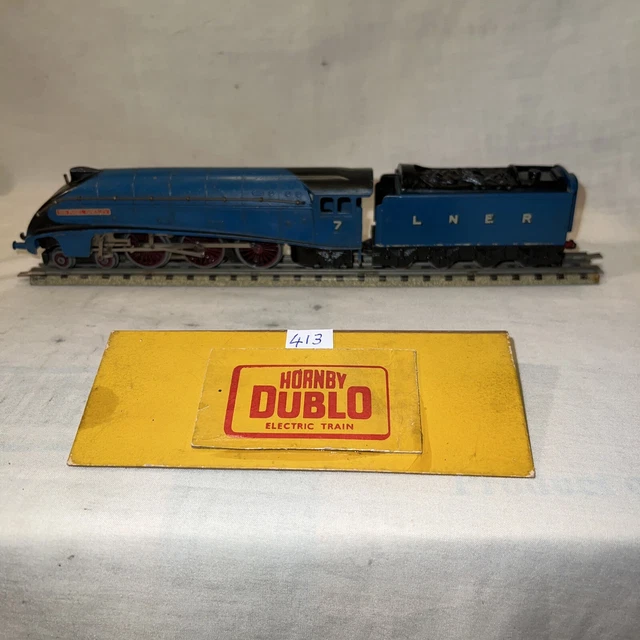 7
L N E R
413
HORNBY
DUBLO
ELECTRIC TRAIN